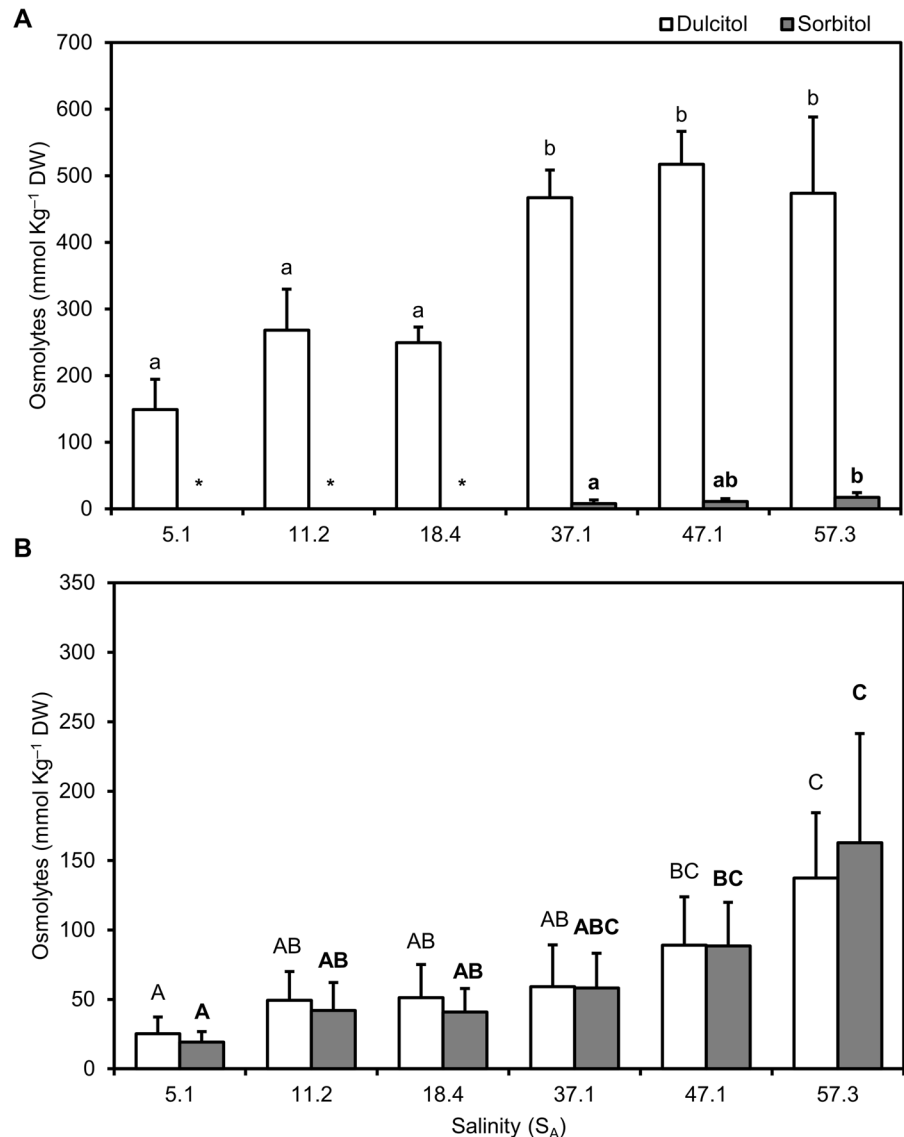 A
Dulcitol Sorbitol
Osmolytes (mmol Kg⁻¹ DW)
700
600
500
400
300
200
100
0
a a a b b b
* * * a ab b
5.1 11.2 18.4 37.1 47.1 57.3
B
Osmolytes (mmol Kg⁻¹ DW)
350
300
250
200
150
100
50
0
A A AB AB AB AB AB ABC BC BC C C
5.1 11.2 18.4 37.1 47.1 57.3
Salinity (S_A)